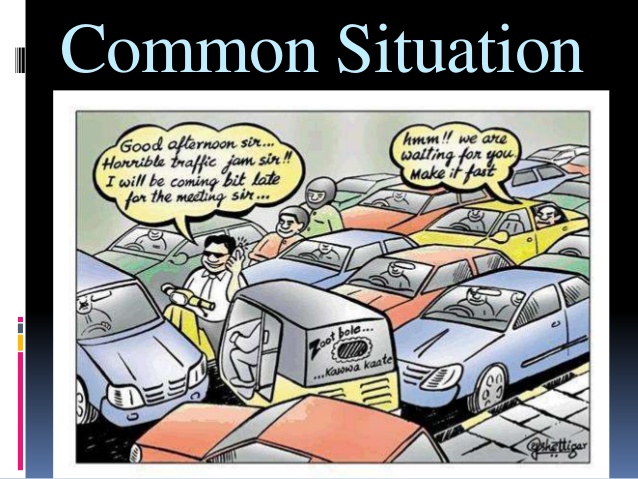 Common Situation
Good afternoon sir...
Horrible traffic jam sir!!
I will be coming bit late
for the meeting sir...
hmm!! we are
waiting for you.
Make it fast
Zoot bole...
...Kawwa kaate
@shettigar